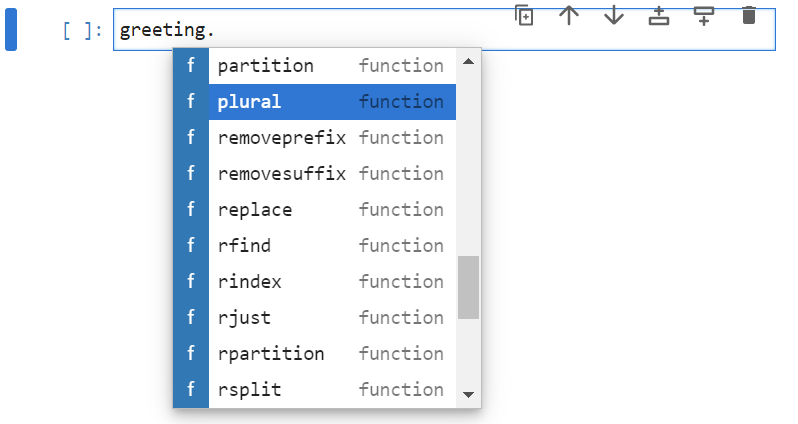 [ ]: greeting.
f partition function
f plural function
f removeprefix function
f removesuffix function
f replace function
f rfind function
f rindex function
f rjust function
f rpartition function
f rsplit function